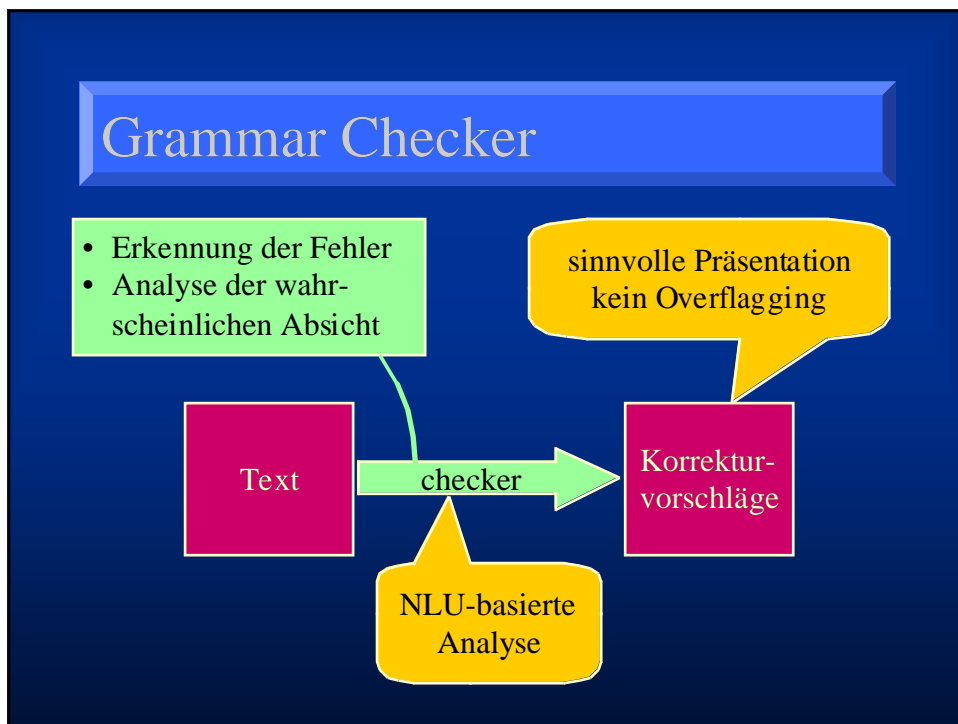 Grammar Checker
• Erkennung der Fehler
• Analyse der wahr-
scheinlichen Absicht
sinnvolle Präsentation
kein Overflagging
Text
checker
Korrektur-
vorschläge
NLU-basierte
Analyse